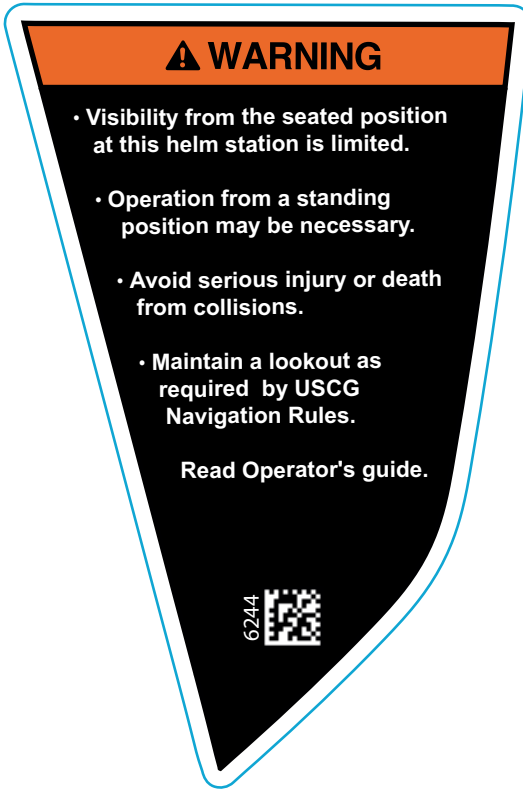 WARNING
• Visibility from the seated position
at this helm station is limited.
• Operation from a standing
position may be necessary.
• Avoid serious injury or death
from collisions.
• Maintain a lookout as
required by USCG
Navigation Rules.
Read Operator's guide.
6244